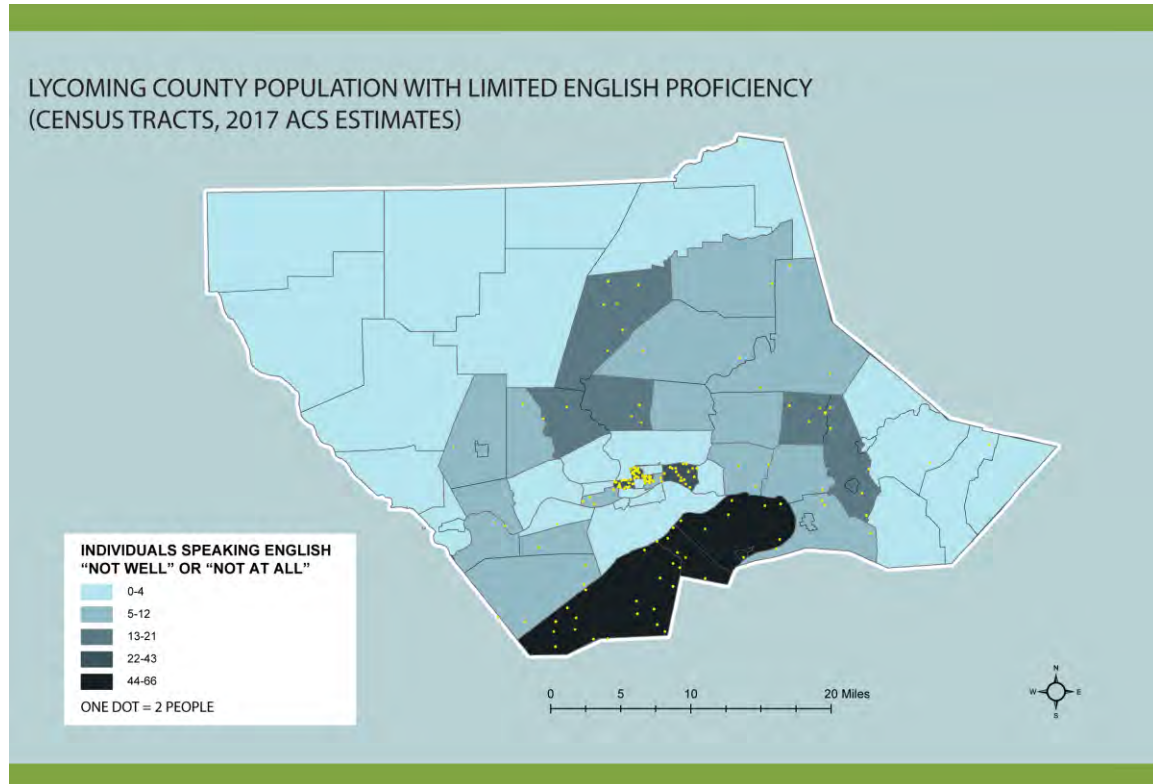 LYCOMING COUNTY POPULATION WITH LIMITED ENGLISH PROFICIENCY
(CENSUS TRACTS, 2017 ACS ESTIMATES)
INDIVIDUALS SPEAKING ENGLISH
“NOT WELL” OR “NOT AT ALL”
0-4
5-12
13-21
22-43
44-66
ONE DOT = 2 PEOPLE
0 5 10 20 Miles
N
W E
S